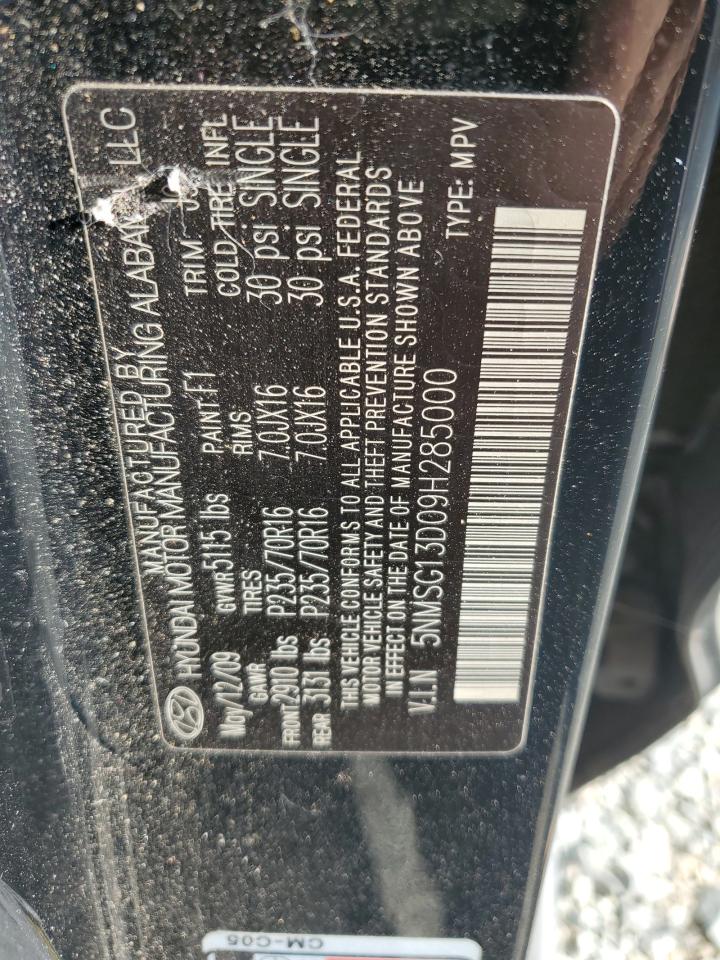 MANUFACTURED BY
HYUNDAI MOTOR MANUFACTURING ALABAMA LLC
May/12/09 GVWR 5115 lbs PAINT:F1 TRIM
GAWR TIRES RIMS COLD TIRE INFL
FRONT 2910 lbs P235/70R16 7.0JX16 30 psi SINGLE
REAR 3131 lbs P235/70R16 7.0JX16 30 psi SINGLE
THIS VEHICLE CONFORMS TO ALL APPLICABLE U.S.A. FEDERAL
MOTOR VEHICLE SAFETY AND THEFT PREVENTION STANDARDS
IN EFFECT ON THE DATE OF MANUFACTURE SHOWN ABOVE
V.I.N 5NMSG13D09H285000 TYPE: MPV
CM-C05